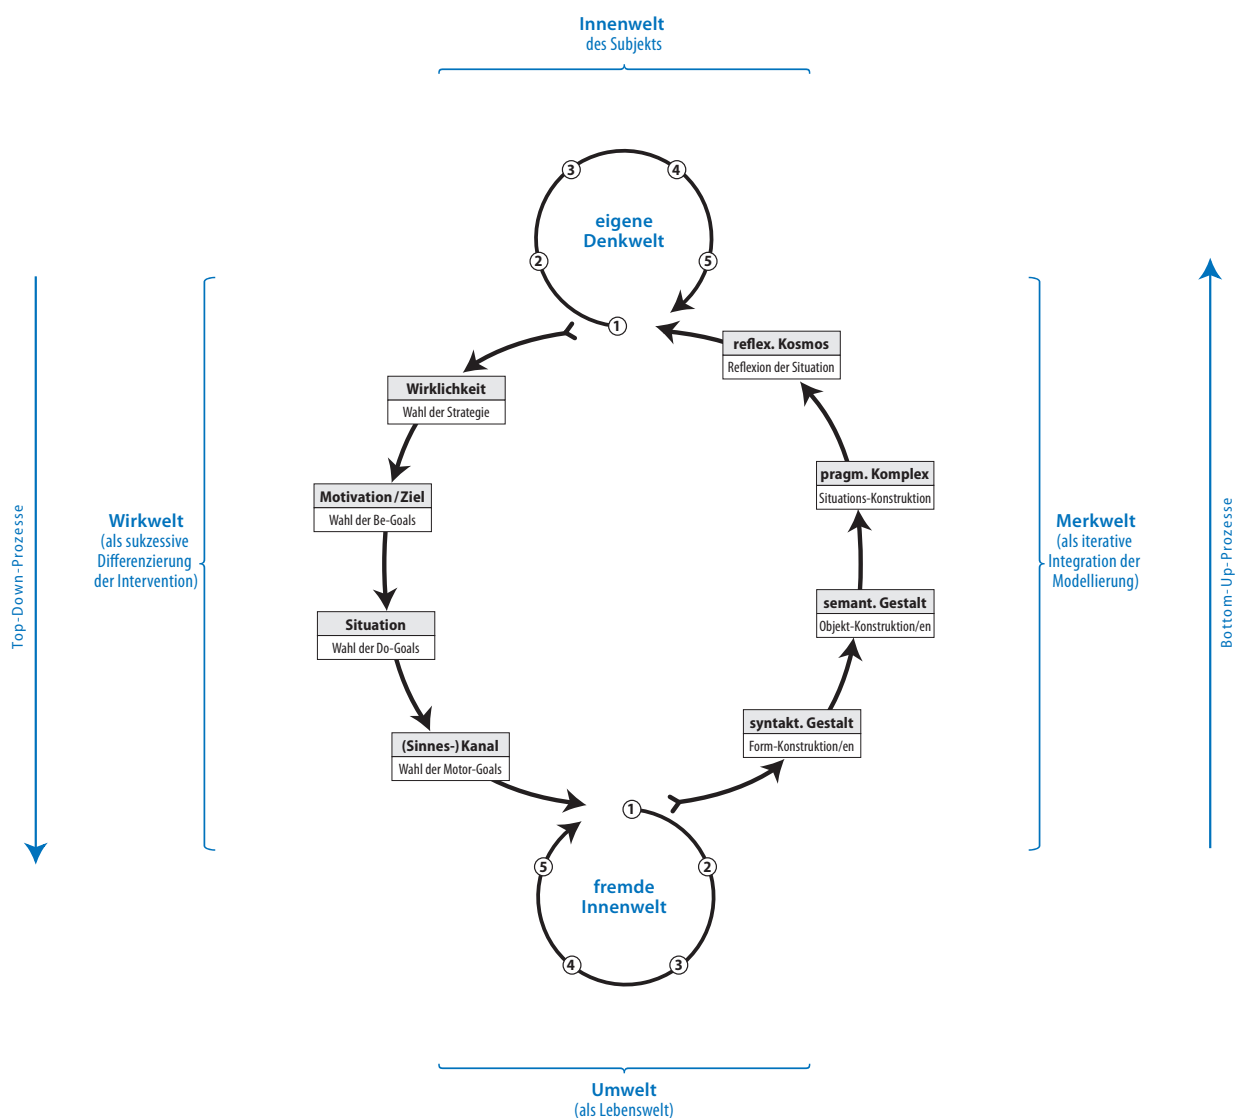 Innenwelt
des Subjekts
3
4
eigene
Denkwelt
2
5
1
reflex. Kosmos
Reflexion der Situation
Wirklichkeit
Wahl der Strategie
pragm. Komplex
Situations-Konstruktion
Motivation/Ziel
Wahl der Be-Goals
Top-Down-Prozesse
Wirkwelt
(als sukzessive
Differenzierung
der Intervention)
Merkwelt
(als iterative
Integration der
Modellierung)
Bottom-Up-Prozesse
semant. Gestalt
Objekt-Konstruktion/en
Situation
Wahl der Do-Goals
syntakt. Gestalt
Form-Konstruktion/en
(Sinnes-) Kanal
Wahl der Motor-Goals
1
5
2
fremde
Innenwelt
4
3
Umwelt
(als Lebenswelt)